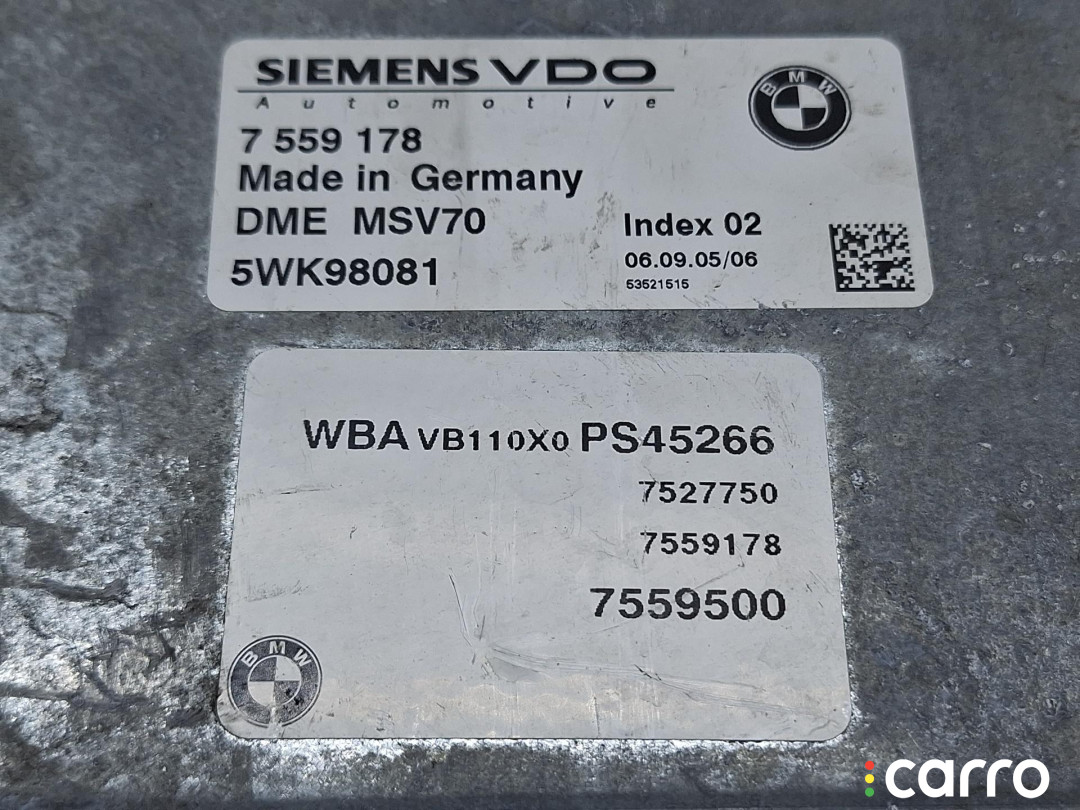 SIEMENS VDO
Automotive
BMW
7 559 178
Made in Germany
DME MSV70
Index 02
5WK98081
06.09.05/06
53521515
WBA VB110X0 PS45266
7527750
7559178
7559500
BMW
carro